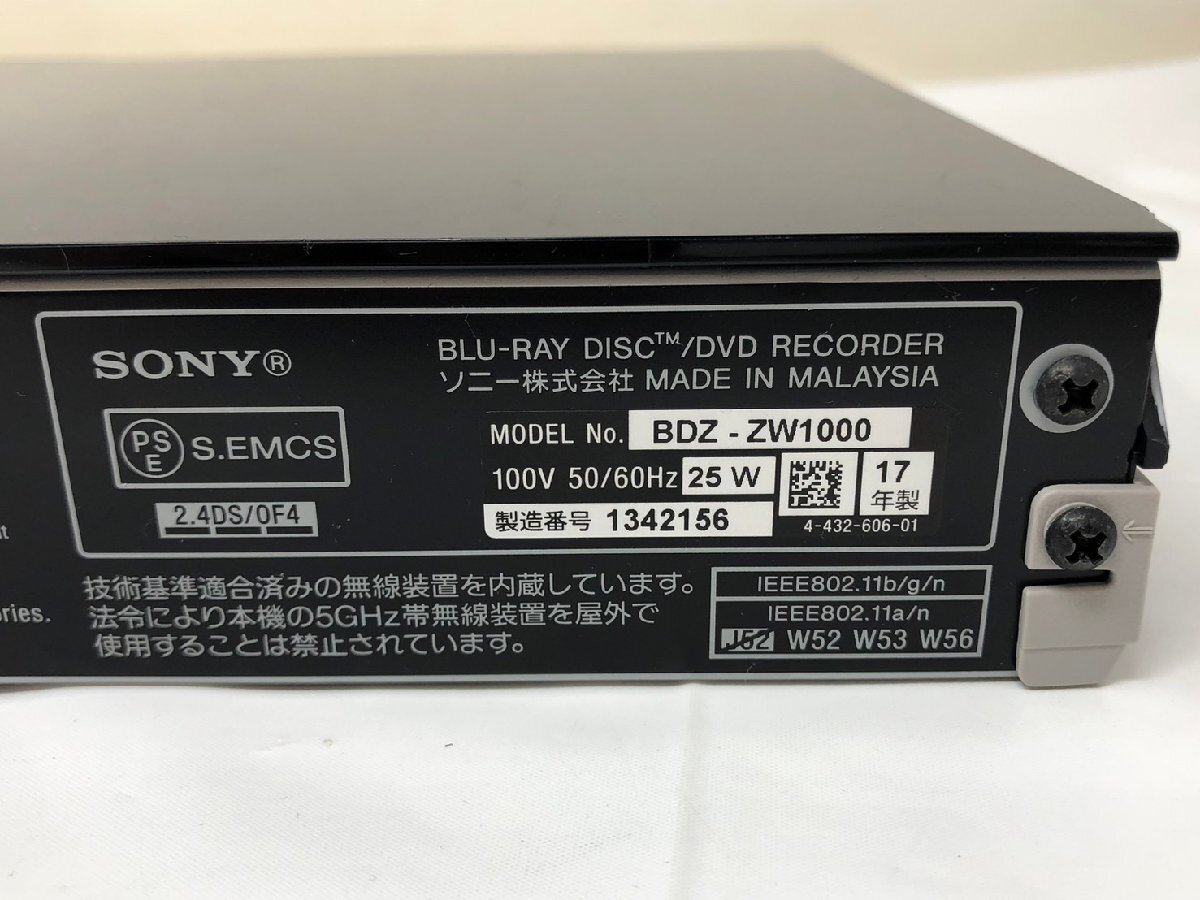 SONY®
BLU-RAY DISC™/DVD RECORDER
ソニー株式会社 MADE IN MALAYSIA
PS
E
S.EMCS
2.4DS/OF4
MODEL No. BDZ - ZW1000
100V 50/60Hz 25 W
17
年製
製造番号 1342156
4-432-606-01
技術基準適合済みの無線装置を内蔵しています。
法令により本機の5GHz帯無線装置を屋外で
使用することは禁止されています。
IEEE802.11b/g/n
IEEE802.11a/n
J52 W52 W53 W56